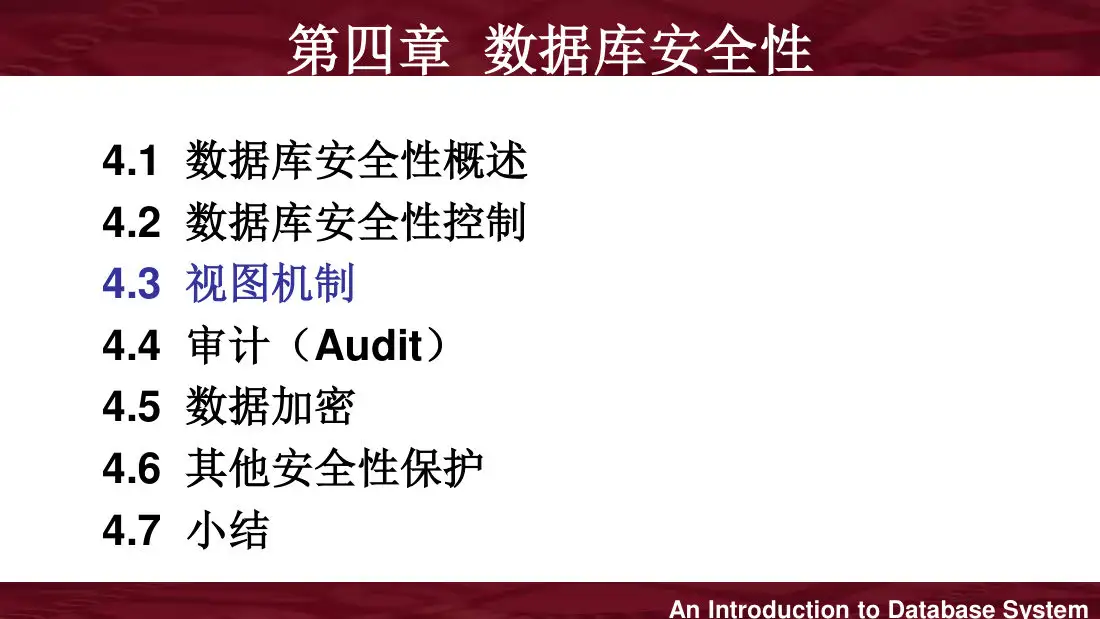 第四章 数据库安全性
4.1 数据库安全性概述
4.2 数据库安全性控制
4.3 视图机制
4.4 审计（Audit）
4.5 数据加密
4.6 其他安全性保护
4.7 小结
An Introduction to Database System